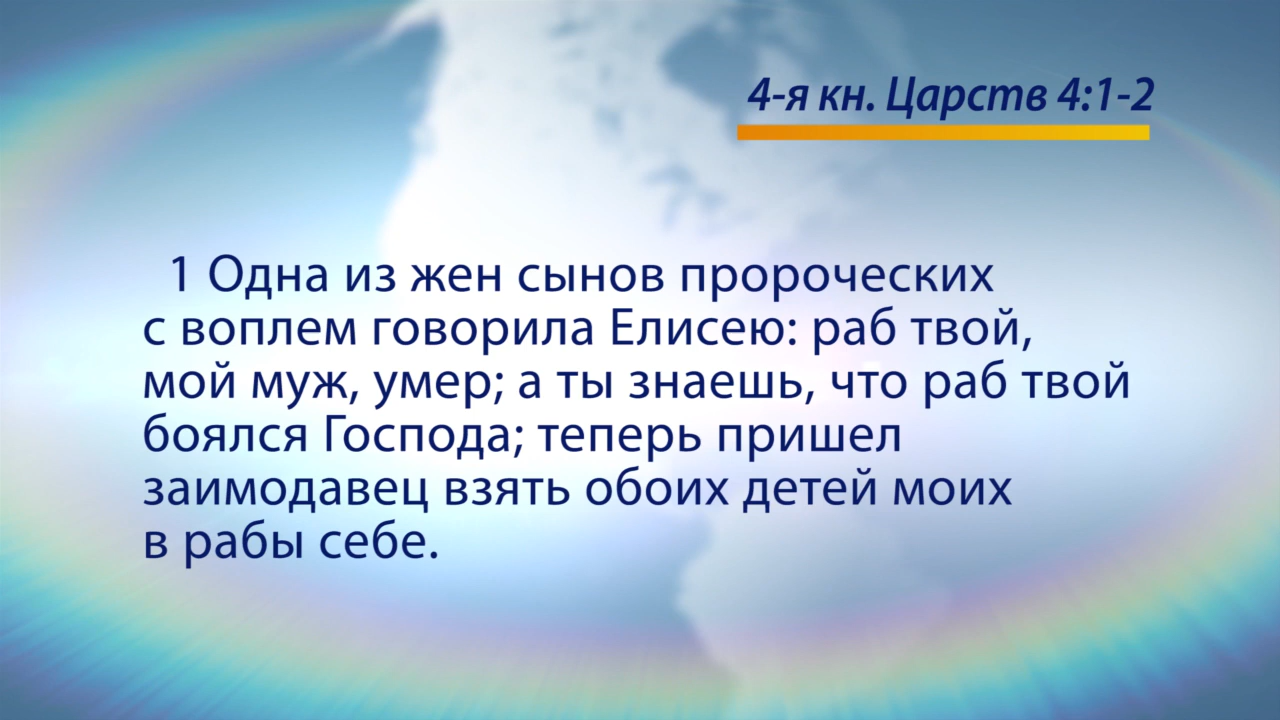 4-я кн. Царств 4:1-2
1 Одна из жен сынов пророческих
с воплем говорила Елисею: раб твой,
мой муж, умер; а ты знаешь, что раб твой
боялся Господа; теперь пришел
заимодавец взять обоих детей моих
в рабы себе.